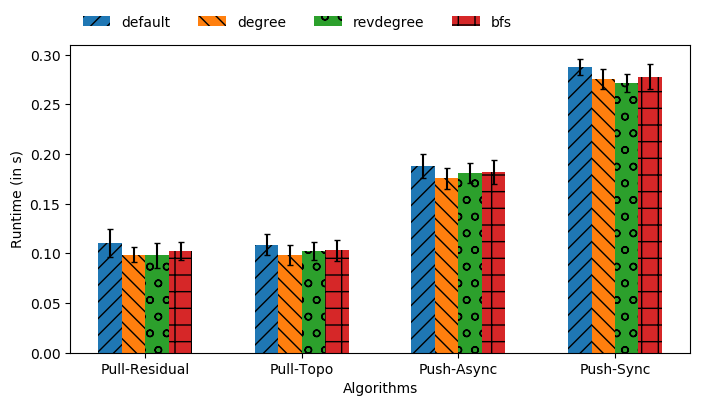 default degree revdegree bfs
0.30
0.25
0.20
0.15
0.10
0.05
0.00
Runtime (in s)
Pull-Residual Pull-Topo Push-Async Push-Sync
Algorithms